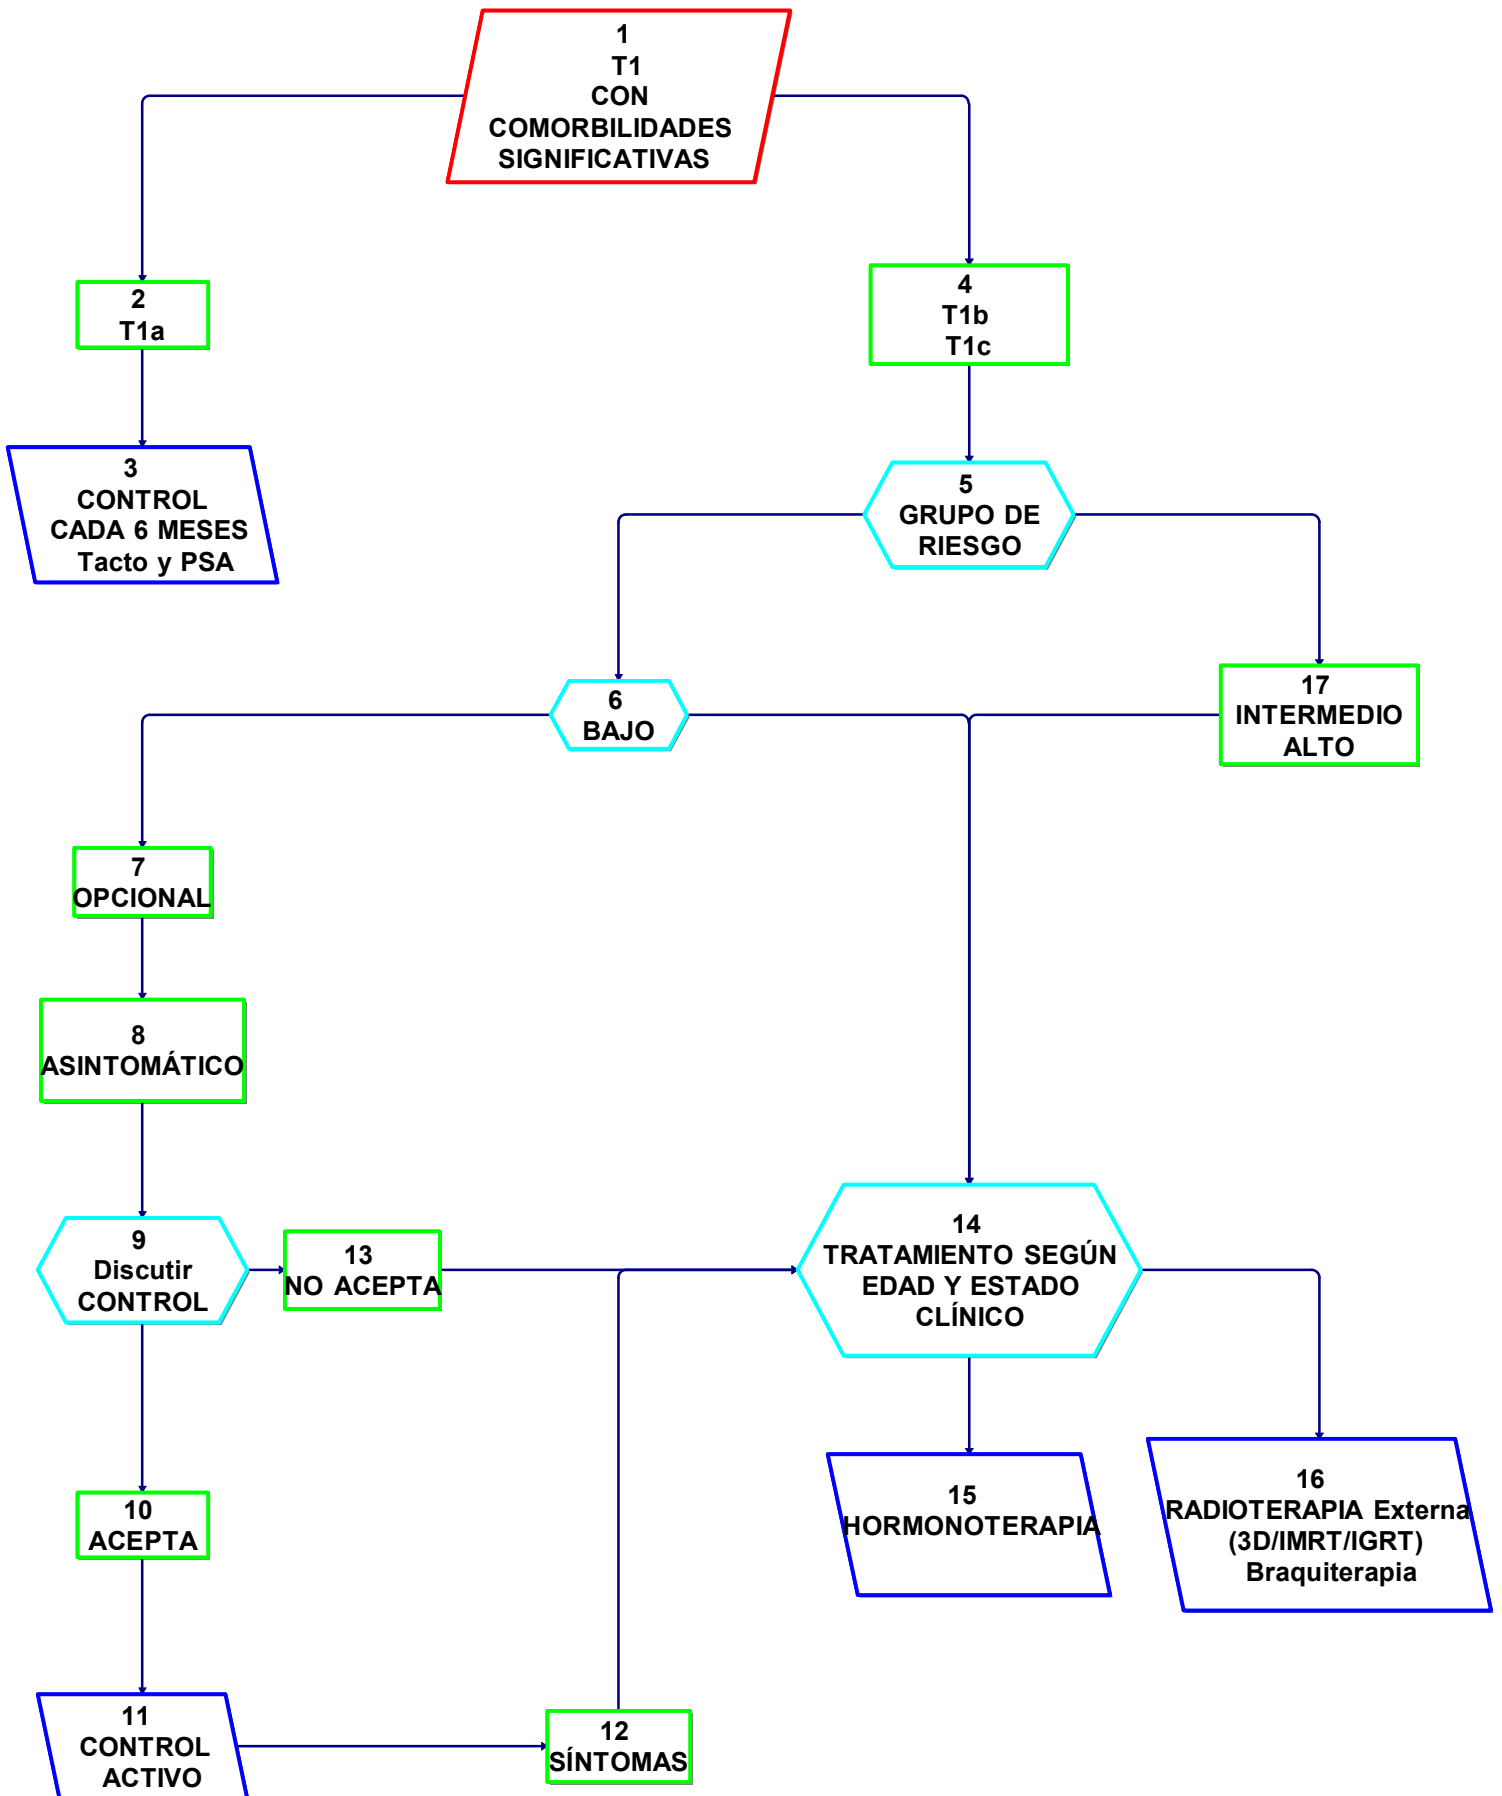 1
T1
CON
COMORBILIDADES
SIGNIFICATIVAS
2
T1a
4
T1b
T1c
3
CONTROL
CADA 6 MESES
Tacto y PSA
5
GRUPO DE
RIESGO
6
BAJO
17
INTERMEDIO
ALTO
7
OPCIONAL
8
ASINTOMÁTICO
9
Discutir
CONTROL
13
NO ACEPTA
14
TRATAMIENTO SEGÚN
EDAD Y ESTADO
CLÍNICO
10
ACEPTA
15
HORMONOTERAPIA
16
RADIOTERAPIA Externa
(3D/IMRT/IGRT)
Braquiterapia
11
CONTROL
ACTIVO
12
SÍNTOMAS